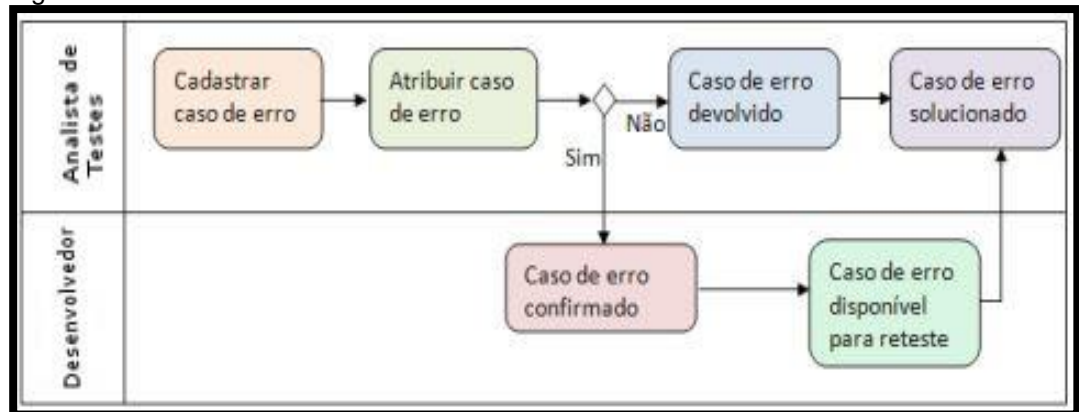 Analista de
Testes
Cadastrar
caso de erro
Atribuir caso
de erro
Não
Sim
Caso de erro
devolvido
Caso de erro
solucionado
Desenvolvedor
Caso de erro
confirmado
Caso de erro
disponível
para reteste